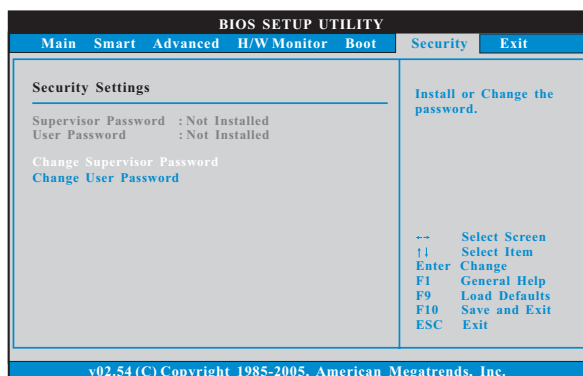 BIOS SETUP UTILITY
Main Smart Advanced H/W Monitor Boot Security Exit
Security Settings
Supervisor Password : Not Installed
User Password : Not Installed
Change Supervisor Password
Change User Password
Install or Change the
password.
←→ Select Screen
↑↓ Select Item
Enter Change
F1 General Help
F9 Load Defaults
F10 Save and Exit
ESC Exit
v02.54 (C) Copyright 1985-2005, American Megatrends, Inc.